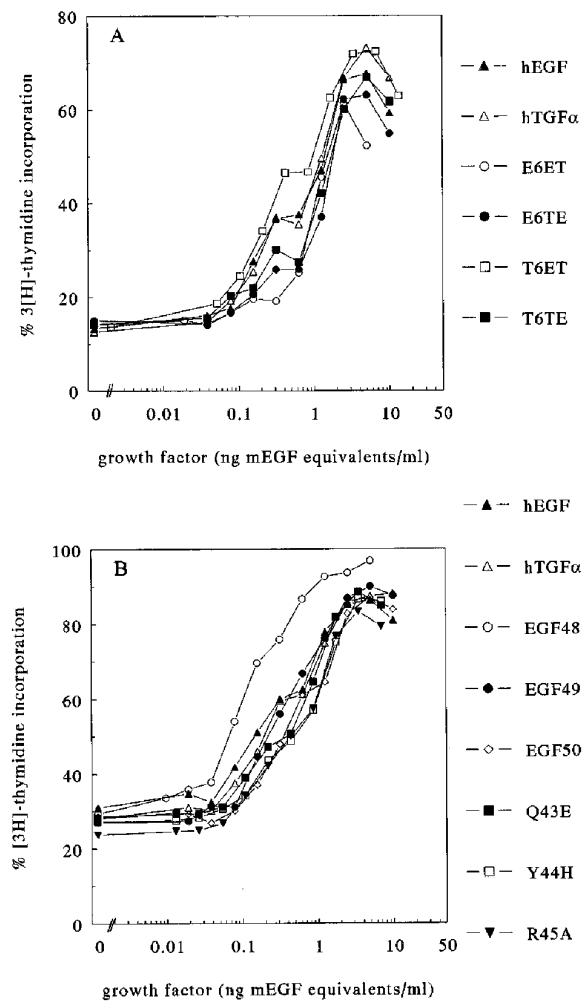 A
80
60
40
20
0
% 3[H]-thymidine incorporation
0 0.01 0.1 1 10
growth factor (ng mEGF equivalents/ml)
hEGF
hTGFα
E6ET
E6TE
T6ET
T6TE
B
100
80
60
40
20
0
% [3H]-thymidine incorporation
0 0.01 0.1 1 10
growth factor (ng mEGF equivalents/ml)
hEGF
hTGFα
EGF48
EGF49
EGF50
Q43E
Y44H
R45A